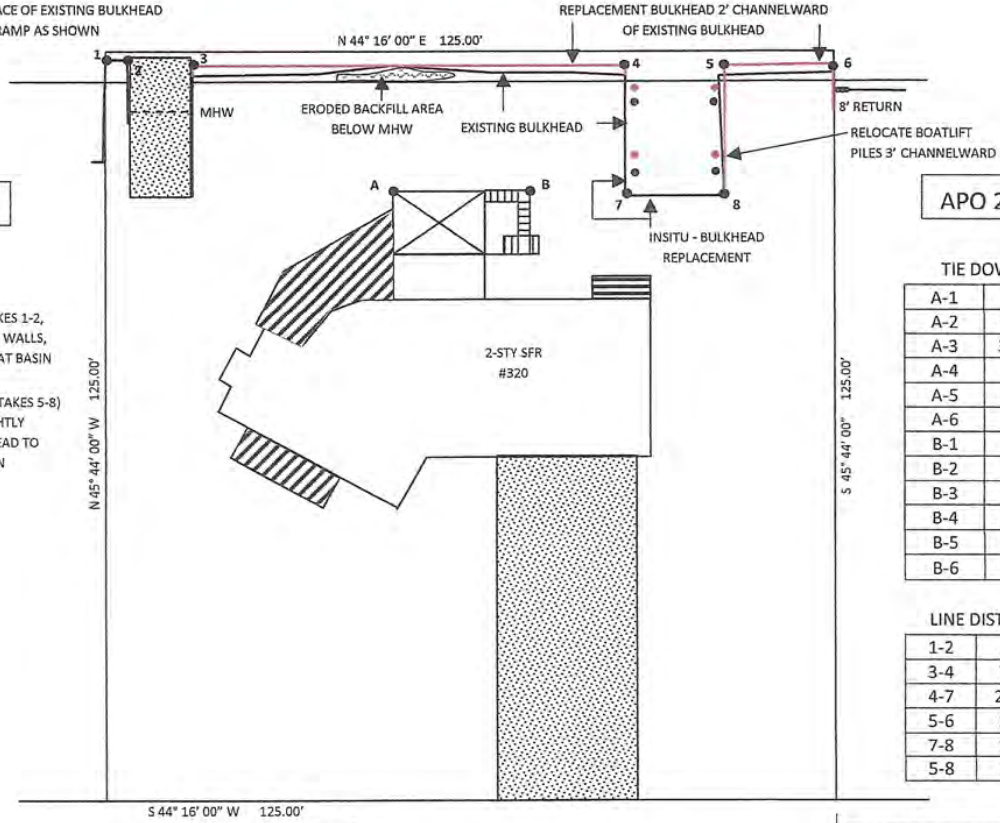 ACE OF EXISTING BULKHEAD
RAMP AS SHOWN
REPLACEMENT BULKHEAD 2' CHANNELWARD
OF EXISTING BULKHEAD
N 44° 16' 00" E 125.00'
1
2
3
4
5
6
MHW
ERODED BACKFILL AREA
BELOW MHW
EXISTING BULKHEAD
8' RETURN
RELOCATE BOATLIFT
PILES 3' CHANNELWARD
A
B
7
8
INSITU - BULKHEAD
REPLACEMENT
APO 2
KES 1-2,
WALLS,
AT BASIN
TAKES 5-8)
HTLY
EAD TO
N
N 45° 44' 00" W 125.00'
2-STY SFR
#320
S 45° 44' 00" E 125.00'
TIE DOW
A-1
A-2
A-3
A-4
A-5
A-6
B-1
B-2
B-3
B-4
B-5
B-6
LINE DIST
1-2
3-4
4-7 2
5-6
7-8
5-8
S 44° 16' 00" W 125.00'